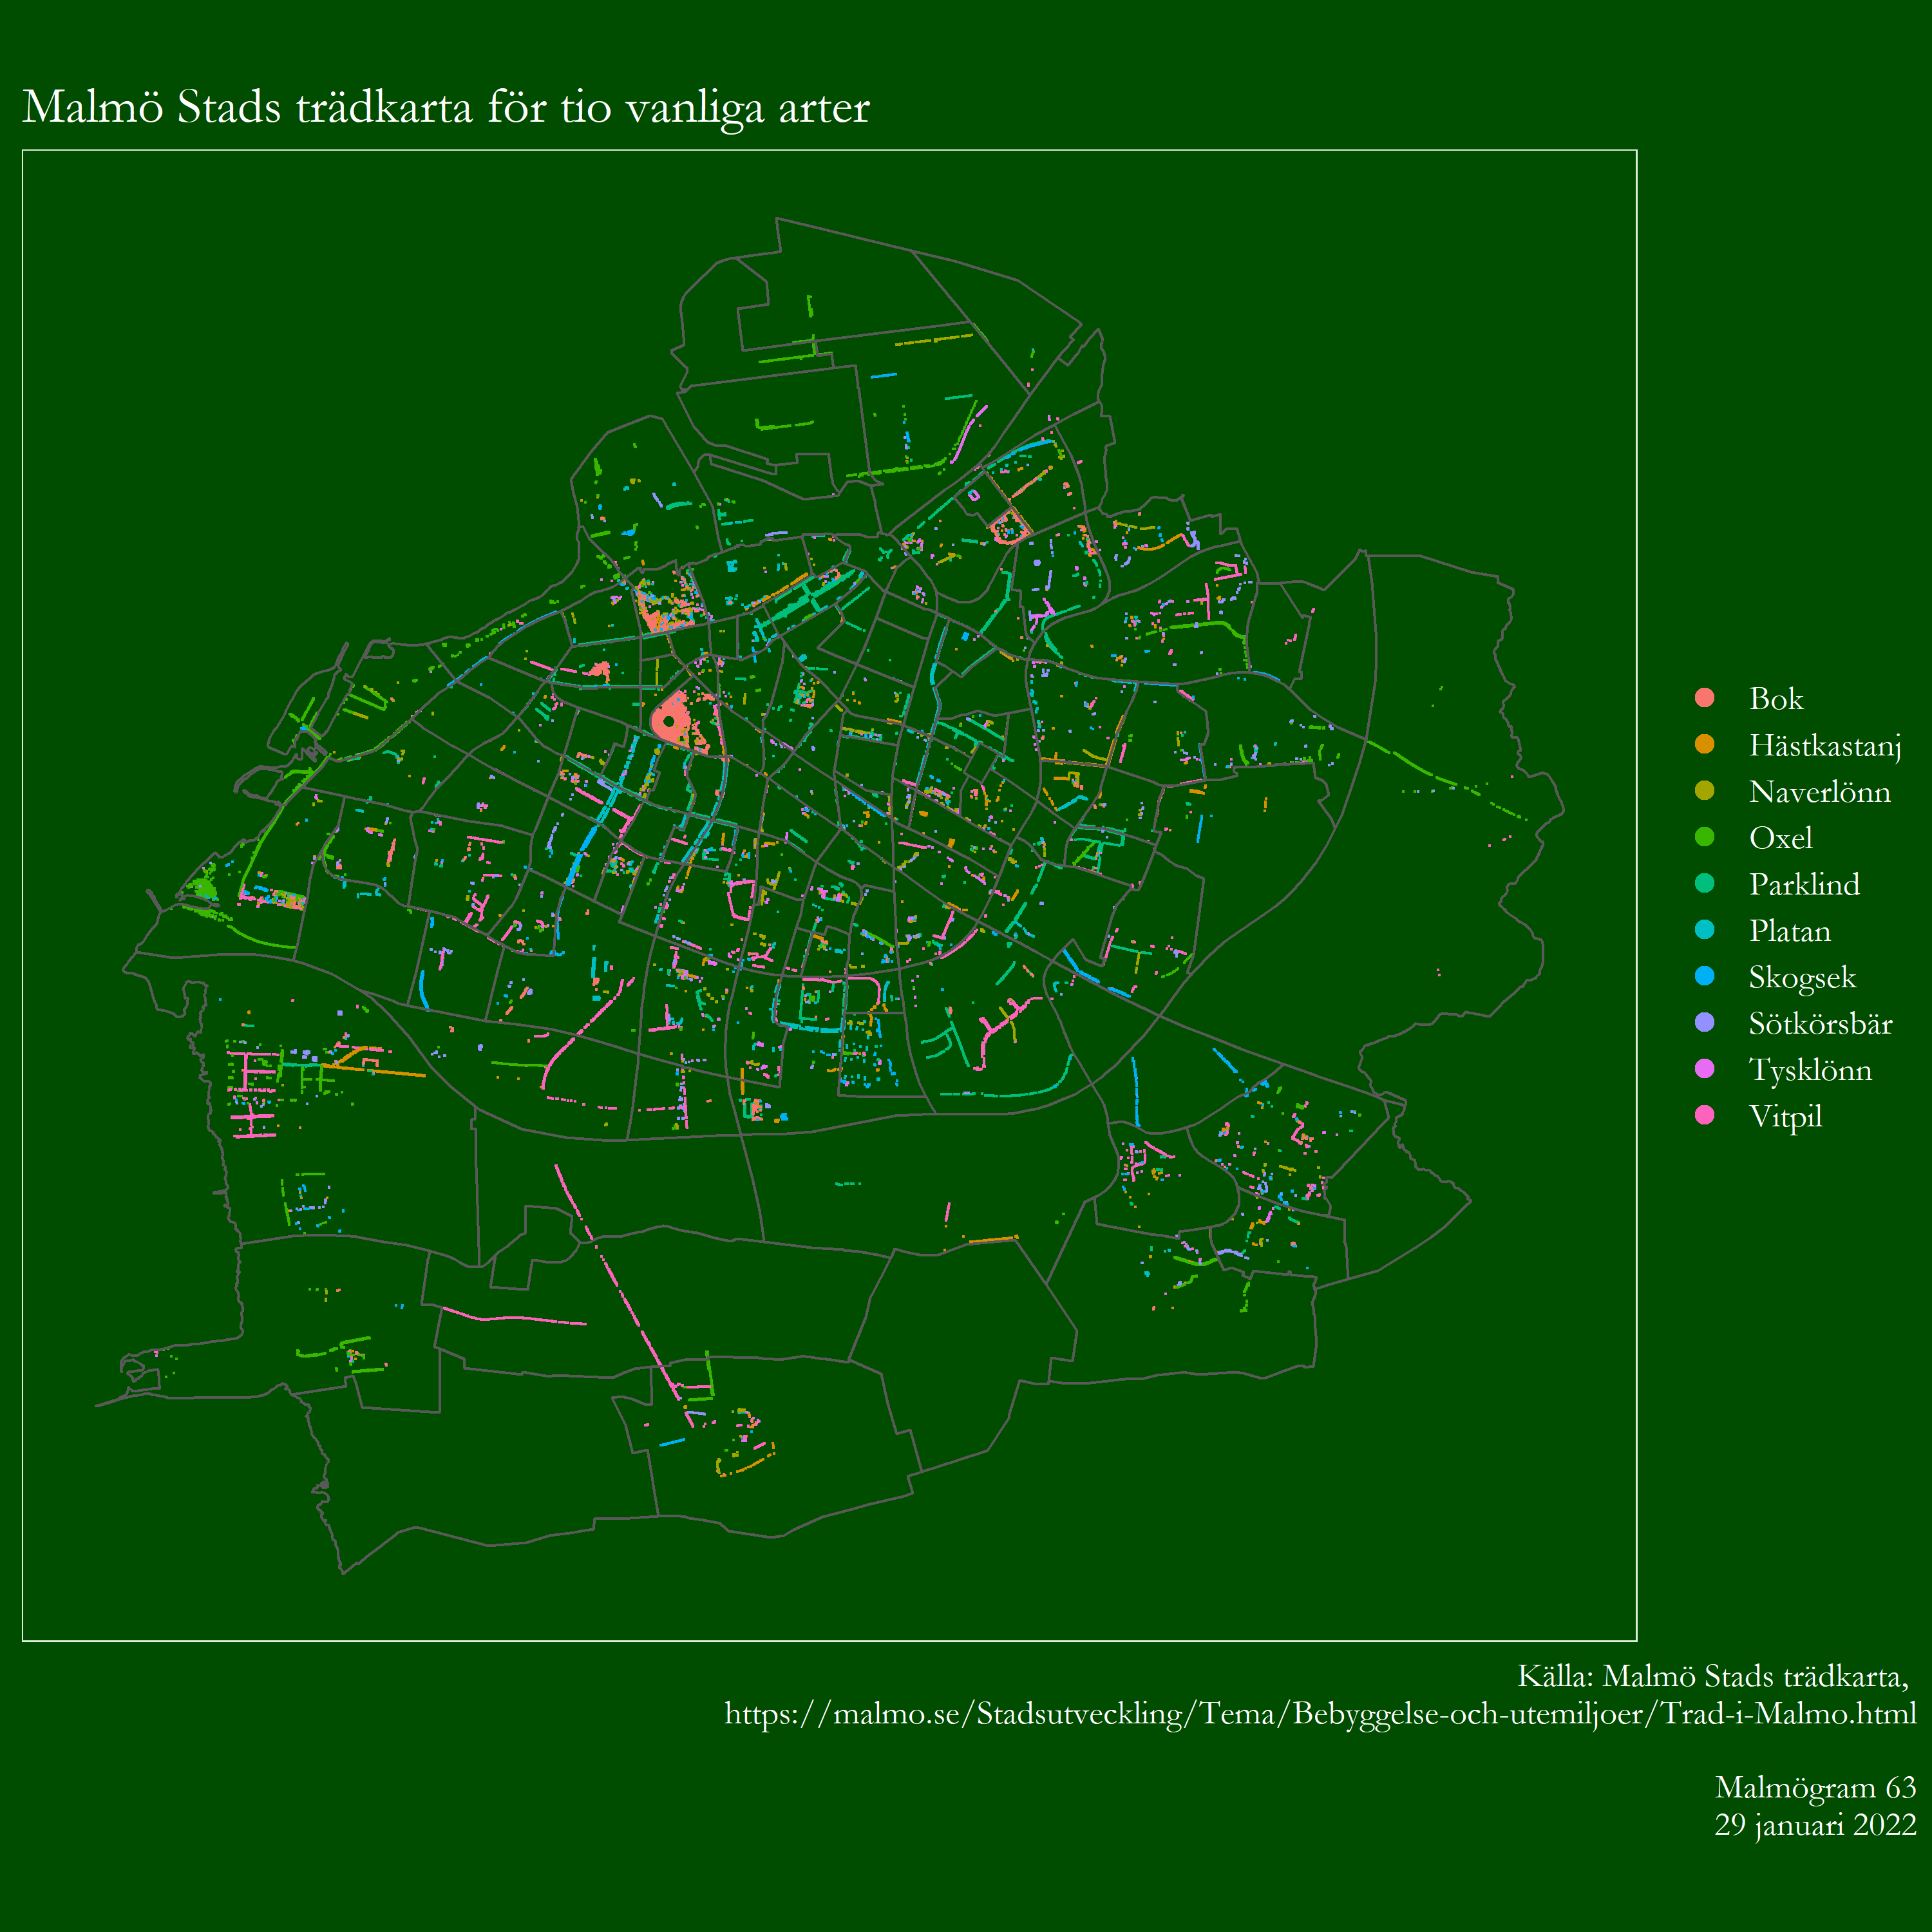 Malmö Stads trädkarta för tio vanliga arter
Bok
Hästkastanj
Naverlönn
Oxel
Parklind
Platan
Skogsek
Sötkörsbär
Tysklönn
Vitpil
Källa: Malmö Stads trädkarta,
https://malmo.se/Stadsutveckling/Tema/Bebyggelse-och-utemiljoer/Trad-i-Malmo.html
Malmögram 63
29 januari 2022